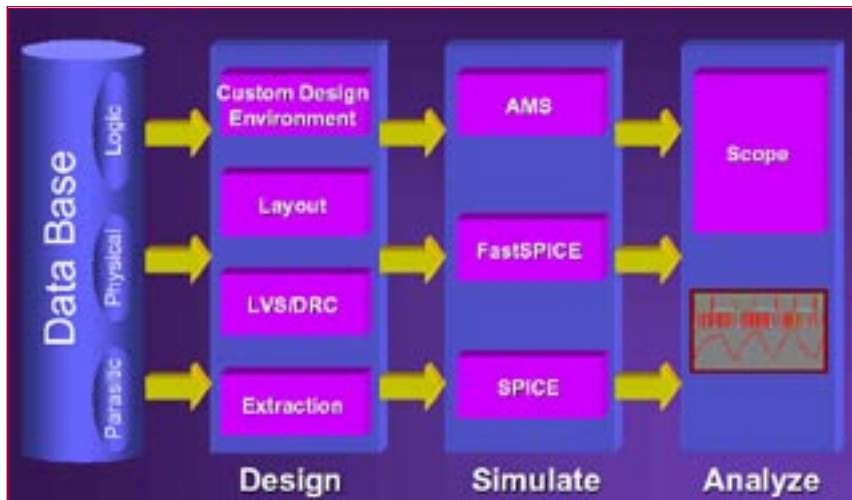 Data Base
Logic
Physical
Parasitic
Custom Design
Environment
Layout
LVS/DRC
Extraction
Design
AMS
FastSPICE
SPICE
Simulate
Scope
Analyze